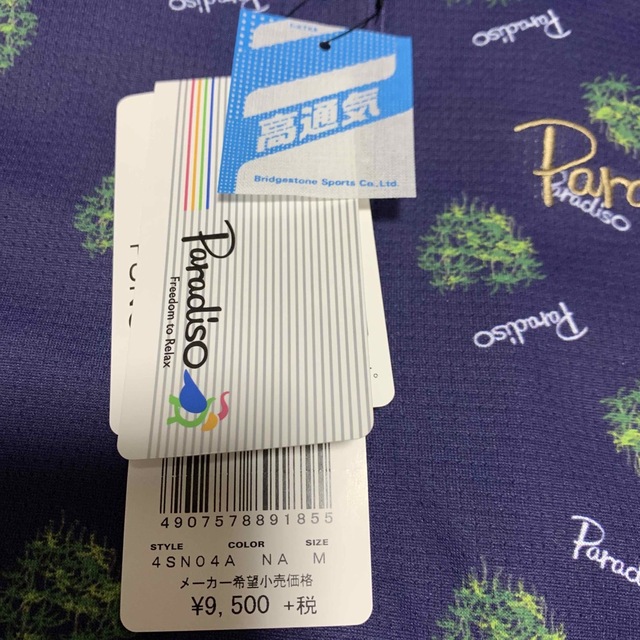 Paradiso
高通気
Bridgestone Sports Co.,Ltd.
Paradiso
Paradiso
Freedom to Relax
Paradiso
4907578891855
STYLE COLOR SIZE
4SN04A NA M
メーカー希望小売価格
¥9,500 +税